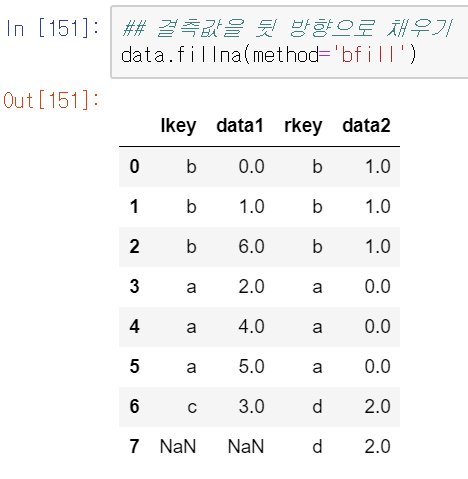 In [151]: ## 결측값을 뒷 방향으로 채우기
data.fillna(method='bfill')
Out[151]:
lkey data1 rkey data2
0 b 0.0 b 1.0
1 b 1.0 b 1.0
2 b 6.0 b 1.0
3 a 2.0 a 0.0
4 a 4.0 a 0.0
5 a 5.0 a 0.0
6 c 3.0 d 2.0
7 NaN NaN d 2.0